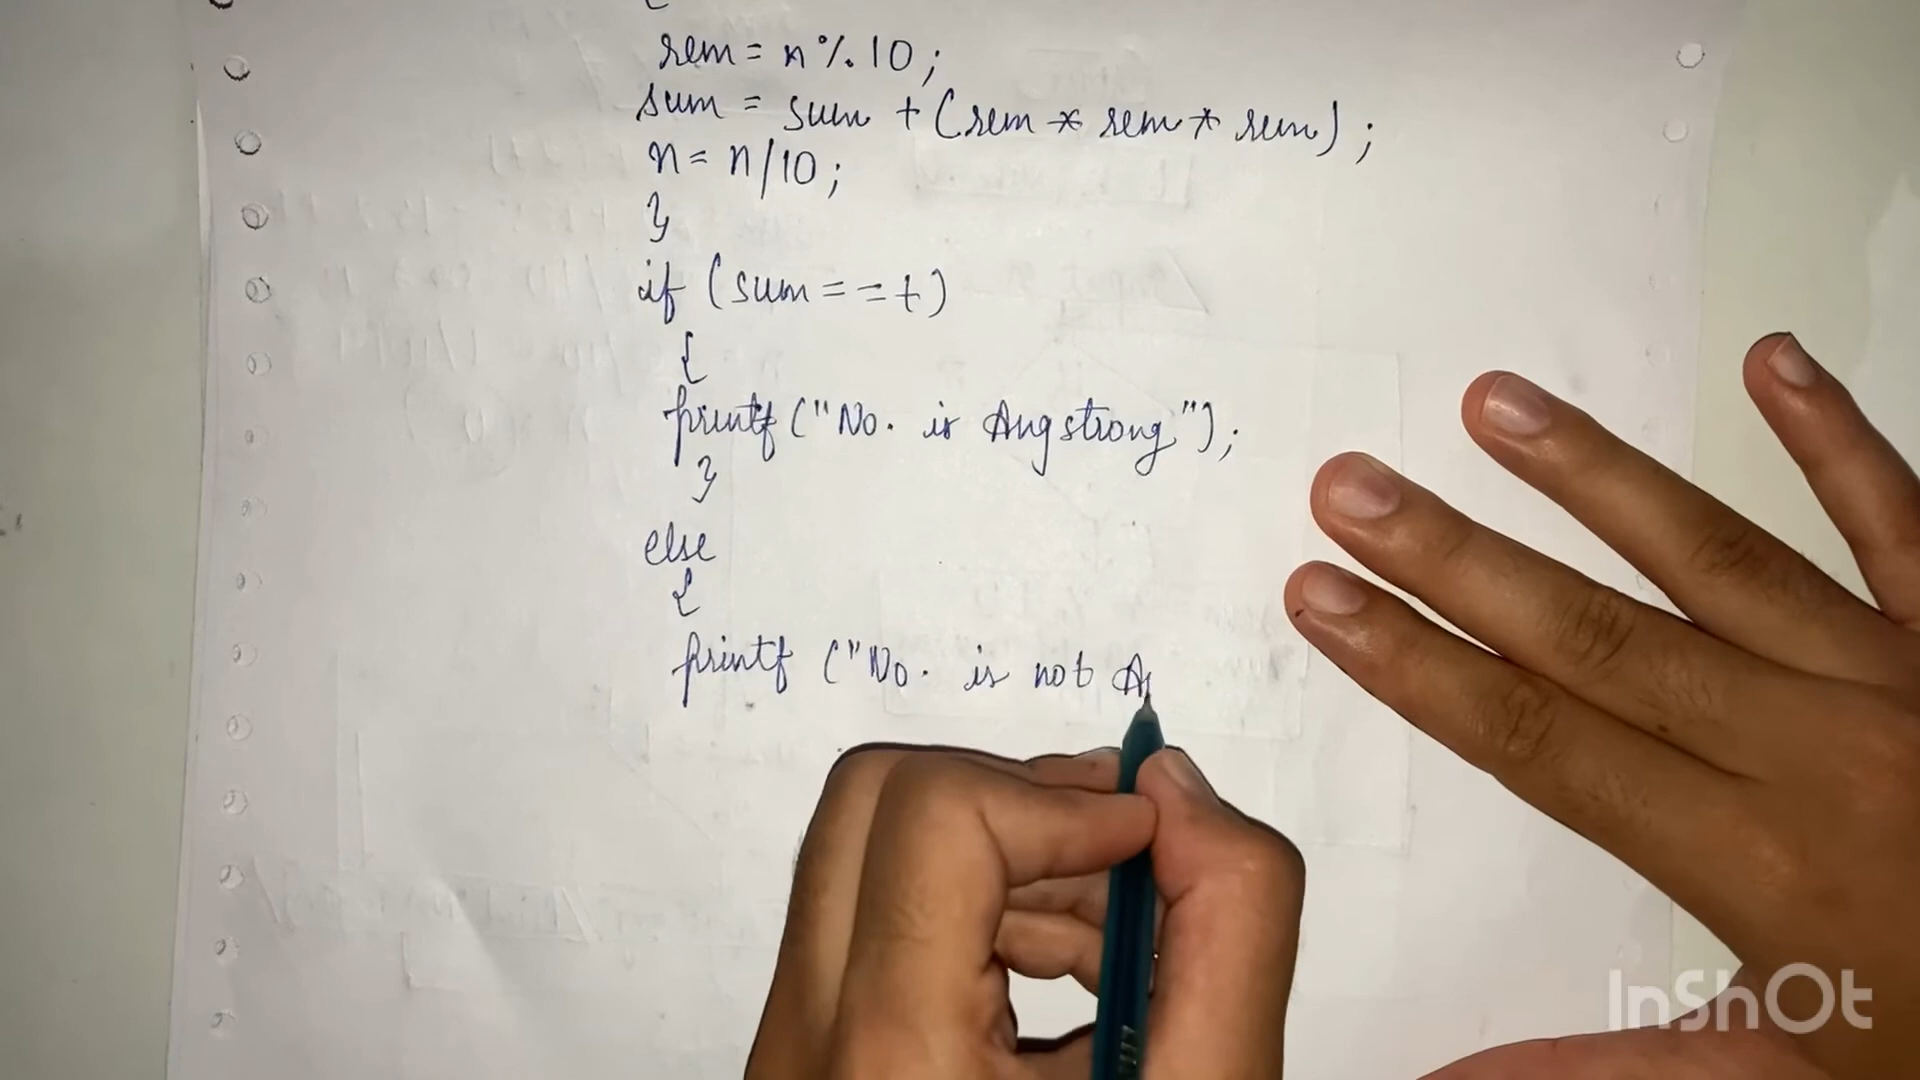 {
rem = n % 10;
sum = sum + (rem * rem * rem);
n = n/10;
}
if (sum = = t)
{
printf ("No. is Angstrong");
}
else
{
printf ("No. is not A
InShOt